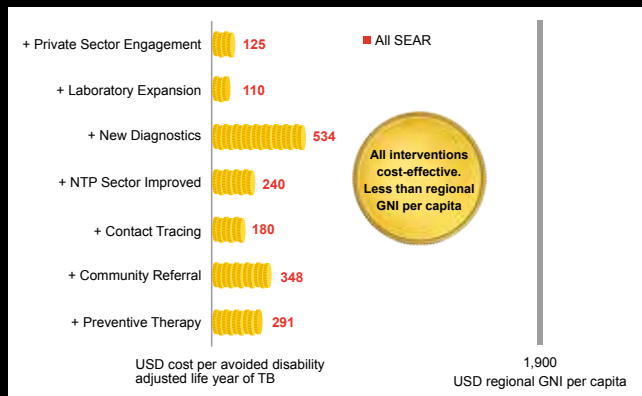 + Private Sector Engagement
125
All SEAR
+ Laboratory Expansion
110
+ New Diagnostics
534
All interventions
cost-effective.
Less than regional
GNI per capita
+ NTP Sector Improved
240
+ Contact Tracing
180
+ Community Referral
348
+ Preventive Therapy
291
USD cost per avoided disability
adjusted life year of TB
1,900
USD regional GNI per capita